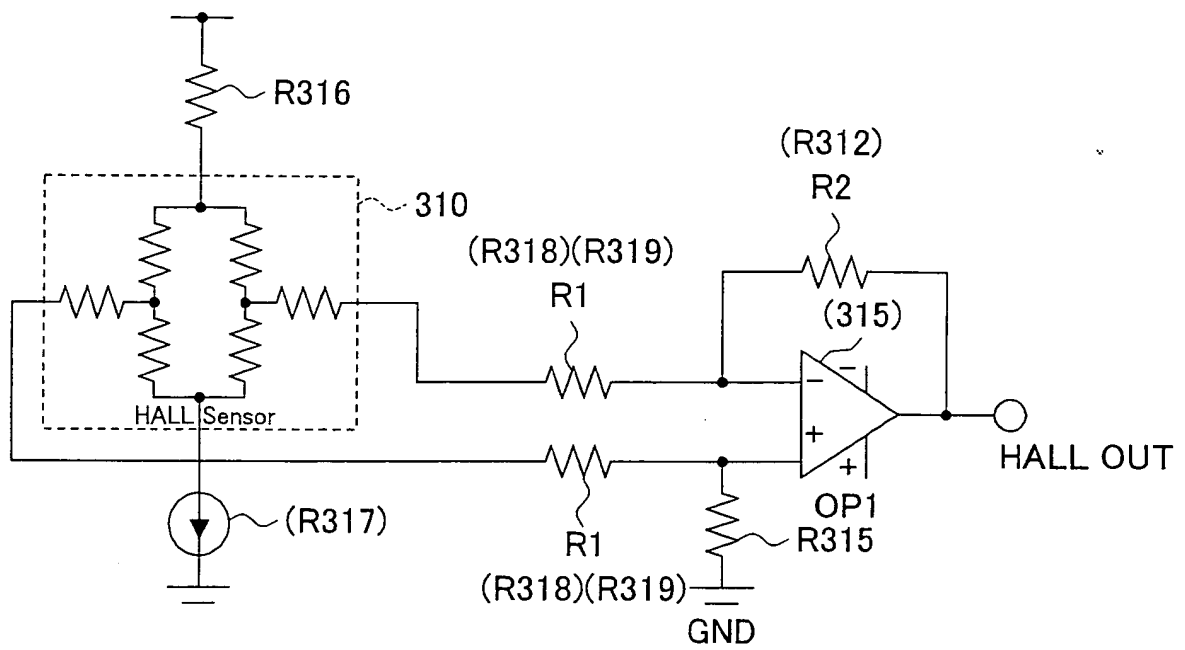 R316
(R312)
R2
310
(R318)(R319)
R1
(315)
HALL Sensor
−
−
+
+
HALL OUT
OP1
(R317)
R315
R1
(R318)(R319)
GND